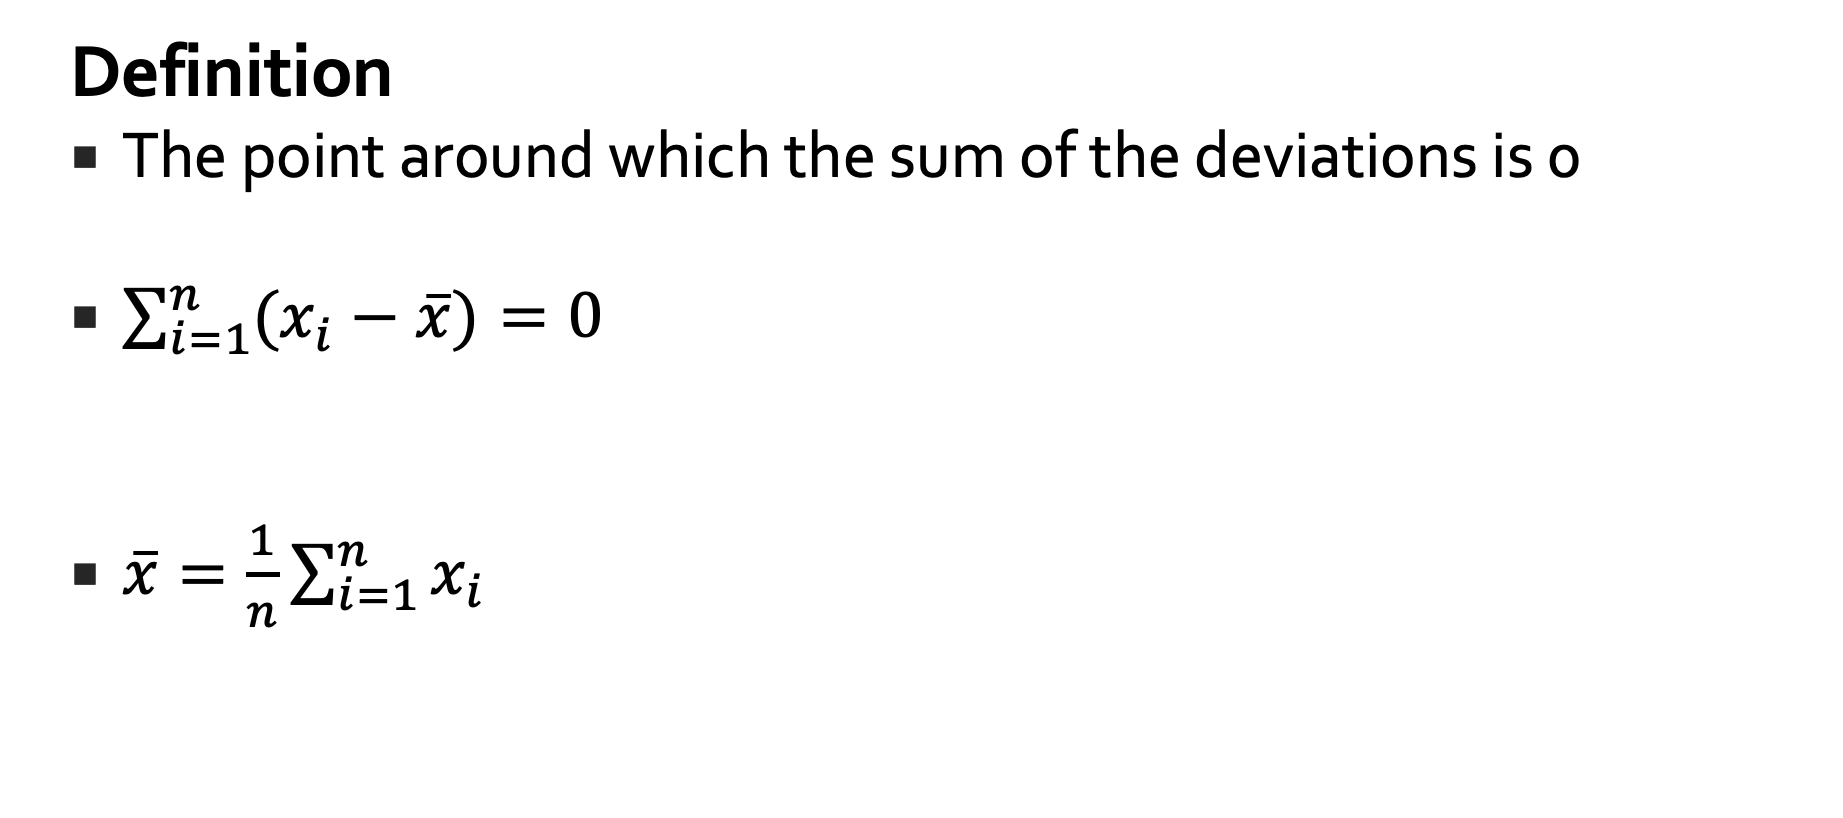 Definition
▪ The point around which the sum of the deviations is 0
▪ ∑ⁿᵢ₌₁(xᵢ − x̄) = 0
▪ x̄ = 1/n ∑ⁿᵢ₌₁ xᵢ